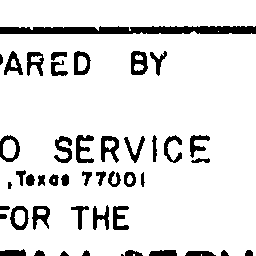 PARED BY
O SERVICE
, Texas 77001
FOR THE